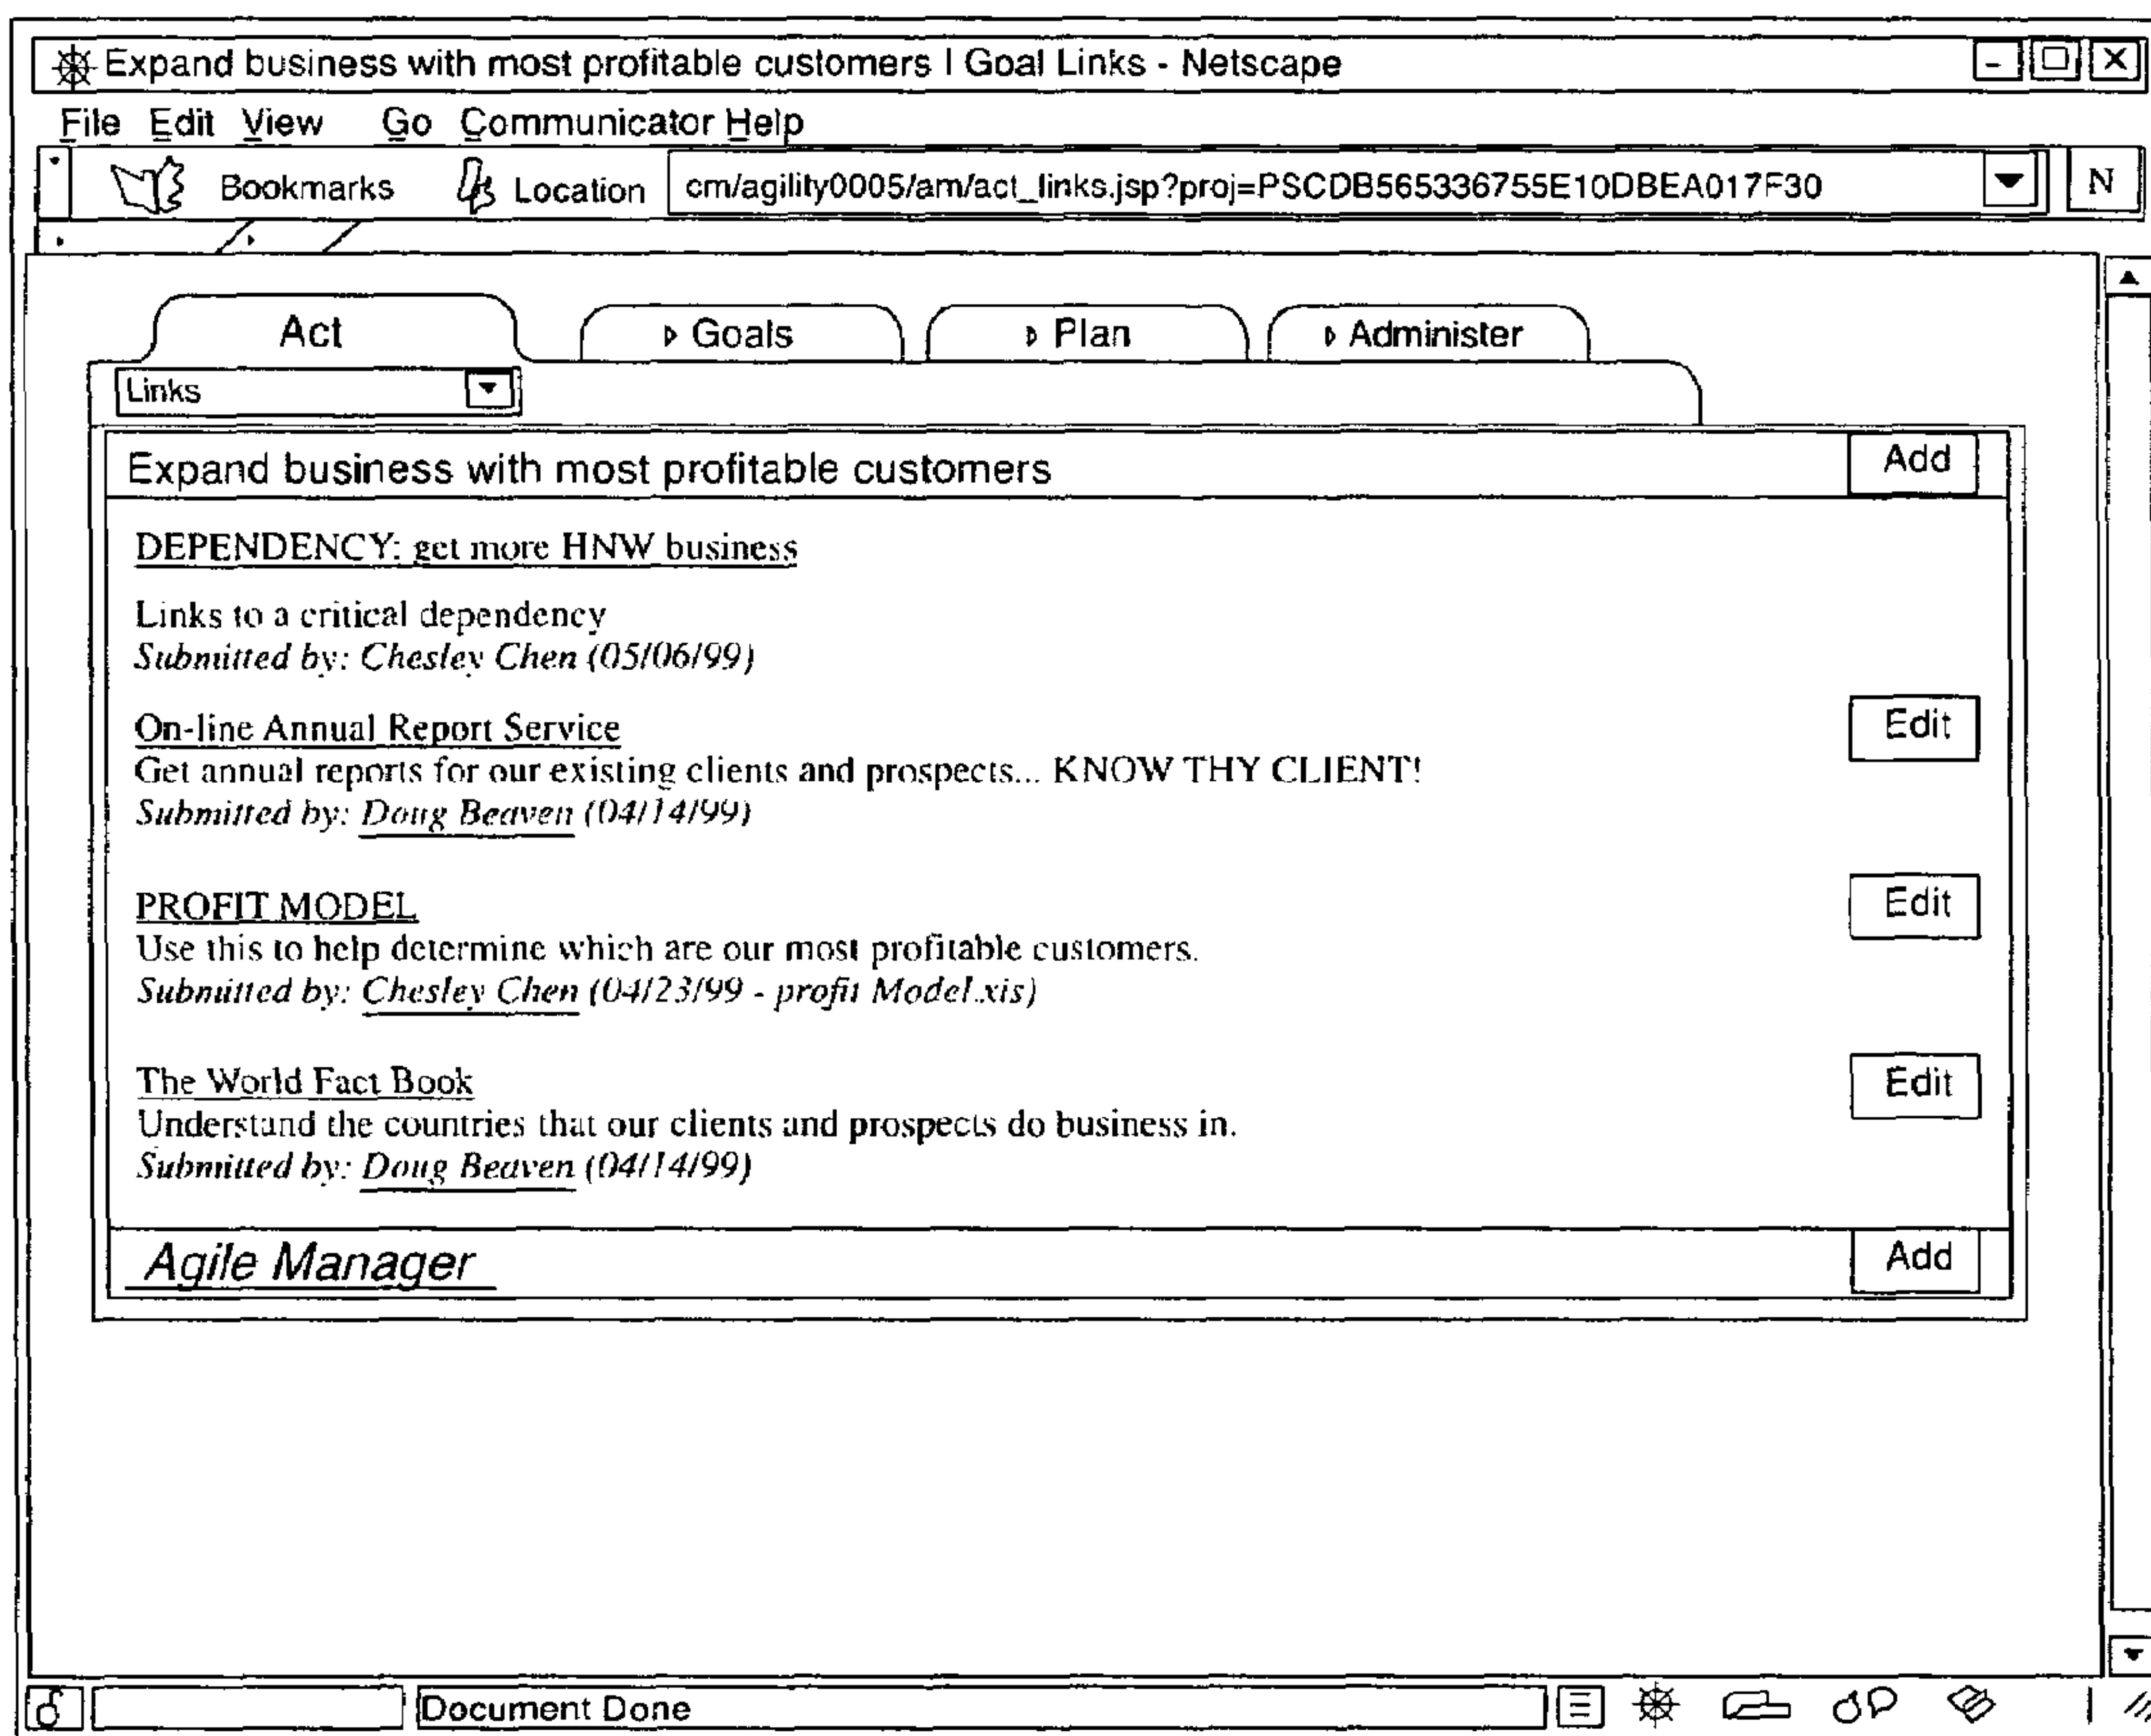 Expand business with most profitable customers | Goal Links - Netscape
File Edit View Go Communicator Help
Bookmarks Location cm/agility0005/am/act_links.jsp?proj=PSCDB565336755E10DBEA017F30 N
Act Goals Plan Administer
Links
Expand business with most profitable customers Add
DEPENDENCY: get more HNW business
Links to a critical dependency
Submitted by: Chesley Chen (05/06/99)
On-line Annual Report Service Edit
Get annual reports for our existing clients and prospects... KNOW THY CLIENT!
Submitted by: Doug Beaven (04/14/99)
PROFIT MODEL Edit
Use this to help determine which are our most profitable customers.
Submitted by: Chesley Chen (04/23/99 - profit Model.xis)
The World Fact Book Edit
Understand the countries that our clients and prospects do business in.
Submitted by: Doug Beaven (04/14/99)
Agile Manager Add
Document Done